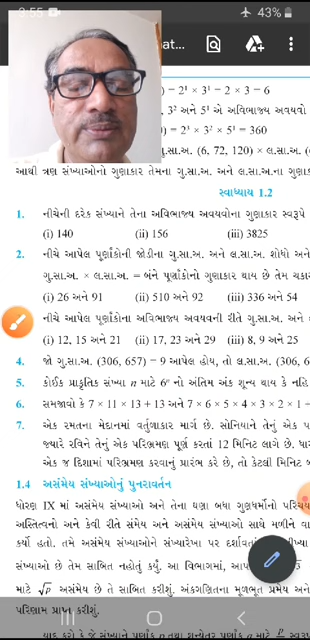 3:55
43%
at...
) = 2¹ × 3¹ = 2 × 3 = 6
, 3² અને 5¹ એ અવિભાજ્ય અવયવો
) = 2³ × 3² × 5¹ = 360
ગુ.સા.અ. (6, 72, 120) × લ.સા.અ. (
આથી ત્રણ સંખ્યાઓનો ગુણાકાર તેમના ગુ.સા.અ. અને લ.સા.અ.ના ગુણા
સ્વાધ્યાય 1.2
1. નીચેની દરેક સંખ્યાને તેના અવિભાજ્ય અવયવોના ગુણાકાર સ્વરૂપે
(i) 140 (ii) 156 (iii) 3825
2. નીચે આપેલ પૂર્ણાંકોની જોડીના ગુ.સા.અ. અને લ.સા.અ. શોધો અને
ગુ.સા.અ. × લ.સા.અ. = બંને પૂર્ણાંકોનો ગુણાકાર થાય છે તેમ ચકા
(i) 26 અને 91 (ii) 510 અને 92 (iii) 336 અને 54
નીચે આપેલ પૂર્ણાંકોના અવિભાજ્ય અવયવની રીતે ગુ.સા.અ. અને
(i) 12, 15 અને 21 (ii) 17, 23 અને 29 (iii) 8, 9 અને 25
4. જો ગુ.સા.અ. (306, 657) = 9 આપેલ હોય, તો લ.સા.અ. (306, 6
5. કોઈક પ્રાકૃતિક સંખ્યા n માટે 6ⁿ નો અંતિમ અંક શૂન્ય થાય કે નહિ
6. સમજાવો કે 7 × 11 × 13 + 13 અને 7 × 6 × 5 × 4 × 3 × 2 × 1 +
7. એક રમતના મેદાનમાં વર્તુળાકાર માર્ગ છે. સોનિયાને તેનું એક પ
જ્યારે રવિને તેનું એક પરિભ્રમણ પૂર્ણ કરતાં 12 મિનિટ લાગે છે. ધાર
એક જ દિશામાં પરિભ્રમણ કરવાનું પ્રારંભ કરે છે, તો કેટલી મિનિટ બ
1.4 અસંમેય સંખ્યાઓનું પુનરાવર્તન
ધોરણ IX માં અસંમેય સંખ્યાઓ અને તેના ઘણા બધા ગુણધર્મોનો પરિચય
અસ્તિત્વનો અને કેવી રીતે સંમેય અને અસંમેય સંખ્યાઓ સાથે મળીને વા
કર્યો હતો. તમે અસંમેય સંખ્યાઓને સંખ્યારેખા પર દર્શાવતાં
સંખ્યાઓ છે તેમ સાબિત નહોતું કર્યું. આ વિભાગમાં, આપ
માટે √p અસંમેય છે તે સાબિત કરીશું. અંકગણિતના મૂળભૂત પ્રમેય અને
પરિણામ પ્રાપ્ત કરીશું.